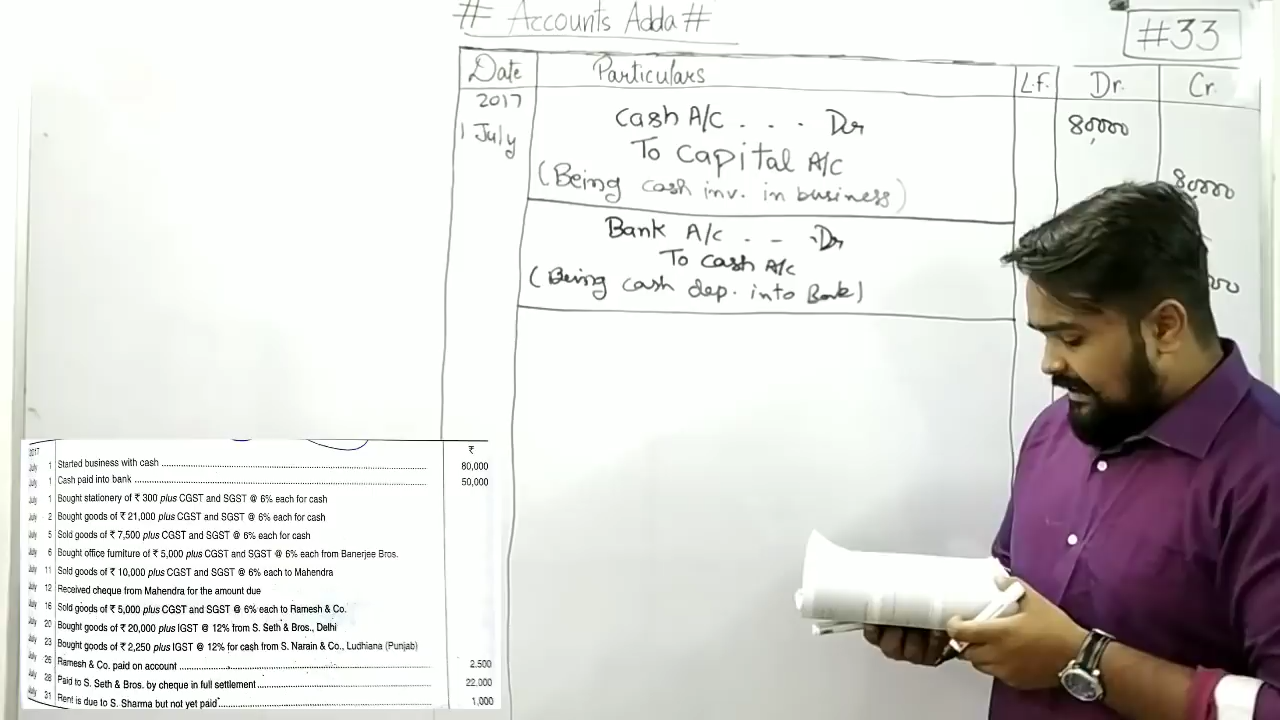 # Accounts Adda #
#33
Date Particulars L.f. Dr. Cr.
2017
1 July
Cash A/C . . . Dr 80,000
To Capital A/C
80,000
(Being cash inv. in business)
Bank A/C . - . Dr
To cash A/c
(Being cash dep. into Bank)
2017 ₹
July 1 Started business with cash 80,000
July 1 Cash paid into bank 50,000
July 1 Bought stationery of ₹ 300 plus CGST and SGST @ 6% each for cash
July 2 Bought goods of ₹ 21,000 plus CGST and SGST @ 6% each for cash
July 5 Sold goods of ₹ 7,500 plus CGST and SGST @ 6% each for cash
July 6 Bought office furniture of ₹ 5,000 plus CGST and SGST @ 6% each from Banerjee Bros.
July 11 Sold goods of ₹ 10,000 plus CGST and SGST @ 6% each to Mahendra
July 12 Received cheque from Mahendra for the amount due
July 16 Sold goods of ₹ 5,000 plus CGST and SGST @ 6% each to Ramesh & Co.
July 20 Bought goods of ₹ 20,000 plus IGST @ 12% from S. Seth & Bros., Delhi
July 23 Bought goods of ₹ 2,250 plus IGST @ 12% for cash from S. Narain & Co., Ludhiana (Punjab)
July 26 Ramesh & Co. paid on account 2,500
July 28 Paid to S. Seth & Bros. by cheque in full settlement 22,000
July 31 Rent is due to S. Sharma but not yet paid 1,000